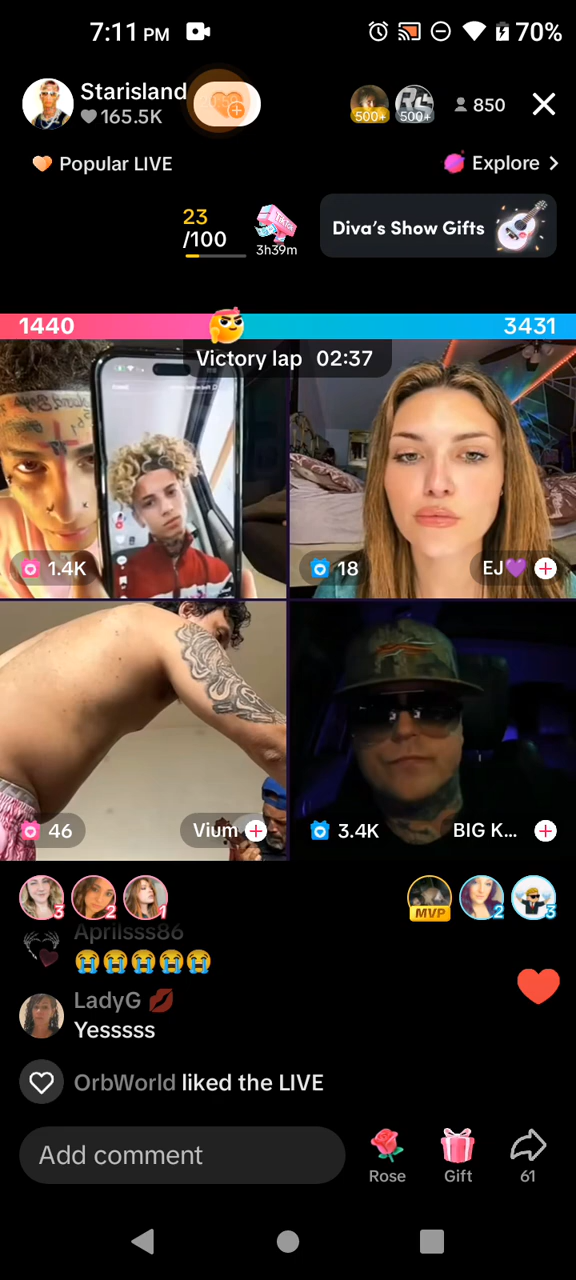 7:11 PM
70%
Starisland
165.5K
500+
500+
850
Popular LIVE
Explore
23
/100
TikTok
3h39m
Diva's Show Gifts
1440
3431
Victory lap 02:37
1.4K
18
EJ💜
46
Vium
3.4K
BIG K...
3
2
1
MVP
2
3
Aprilsss86
😭😭😭😭😭
LadyG 💋
Yesssss
OrbWorld liked the LIVE
Add comment
Rose
Gift
61